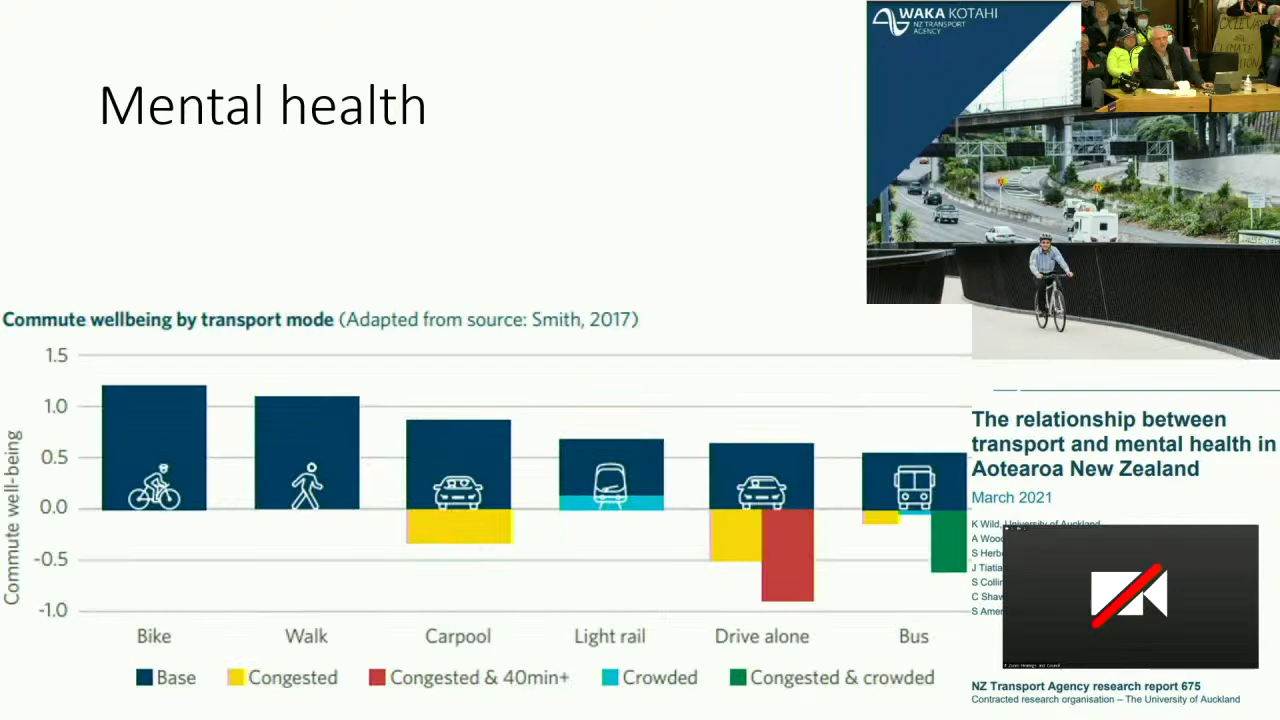 Mental health
WAKA KOTAHI
NZ TRANSPORT
AGENCY
CLIMATE
Commute wellbeing by transport mode (Adapted from source: Smith, 2017)
Commute well-being
1.5
1.0
0.5
0.0
-0.5
-1.0
Bike Walk Carpool Light rail Drive alone Bus
Base Congested Congested & 40min+ Crowded Congested & crowded
The relationship between
transport and mental health in
Aotearoa New Zealand
March 2021
K Wild, University of Auckland
A
S
J
S
C
S
NZ Transport Agency research report 675
Contracted research organisation – The University of Auckland